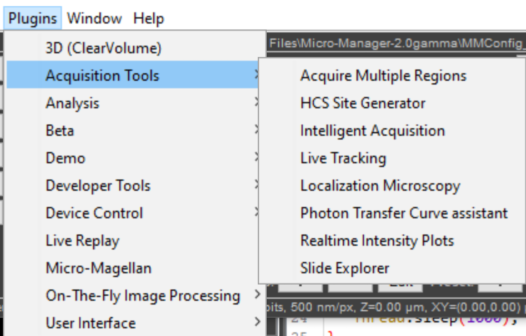 Plugins Window Help
Files\Micro-Manager-2.0gamma\MMConfig_
3D (ClearVolume)
Acquisition Tools
Analysis
Beta
Demo
Developer Tools
Device Control
Live Replay
Micro-Magellan
On-The-Fly Image Processing
User Interface
Acquire Multiple Regions
HCS Site Generator
Intelligent Acquisition
Live Tracking
Localization Microscopy
Photon Transfer Curve assistant
Realtime Intensity Plots
Slide Explorer
bits, 500 nm/px, Z=0.00 µm, XY=(0.00,0.00)
Thread.sleep(1000);